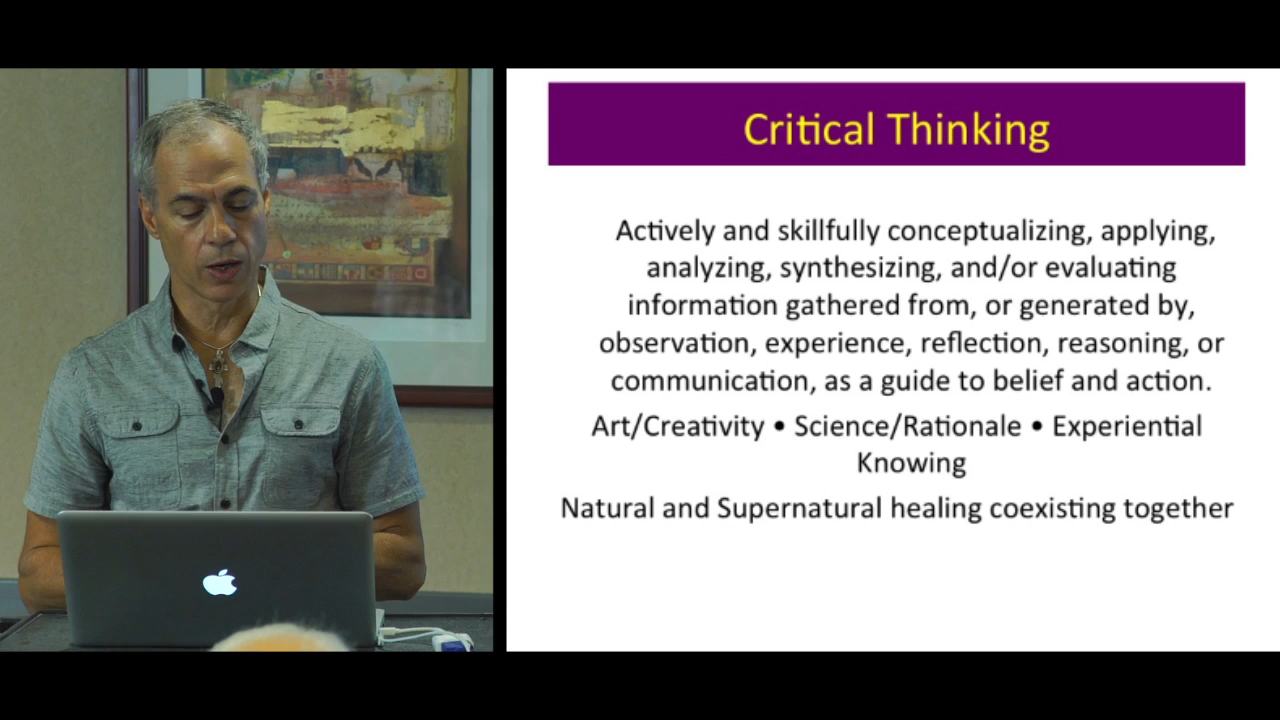 Critical Thinking
Actively and skillfully conceptualizing, applying,
analyzing, synthesizing, and/or evaluating
information gathered from, or generated by,
observation, experience, reflection, reasoning, or
communication, as a guide to belief and action.
Art/Creativity • Science/Rationale • Experiential
Knowing
Natural and Supernatural healing coexisting together